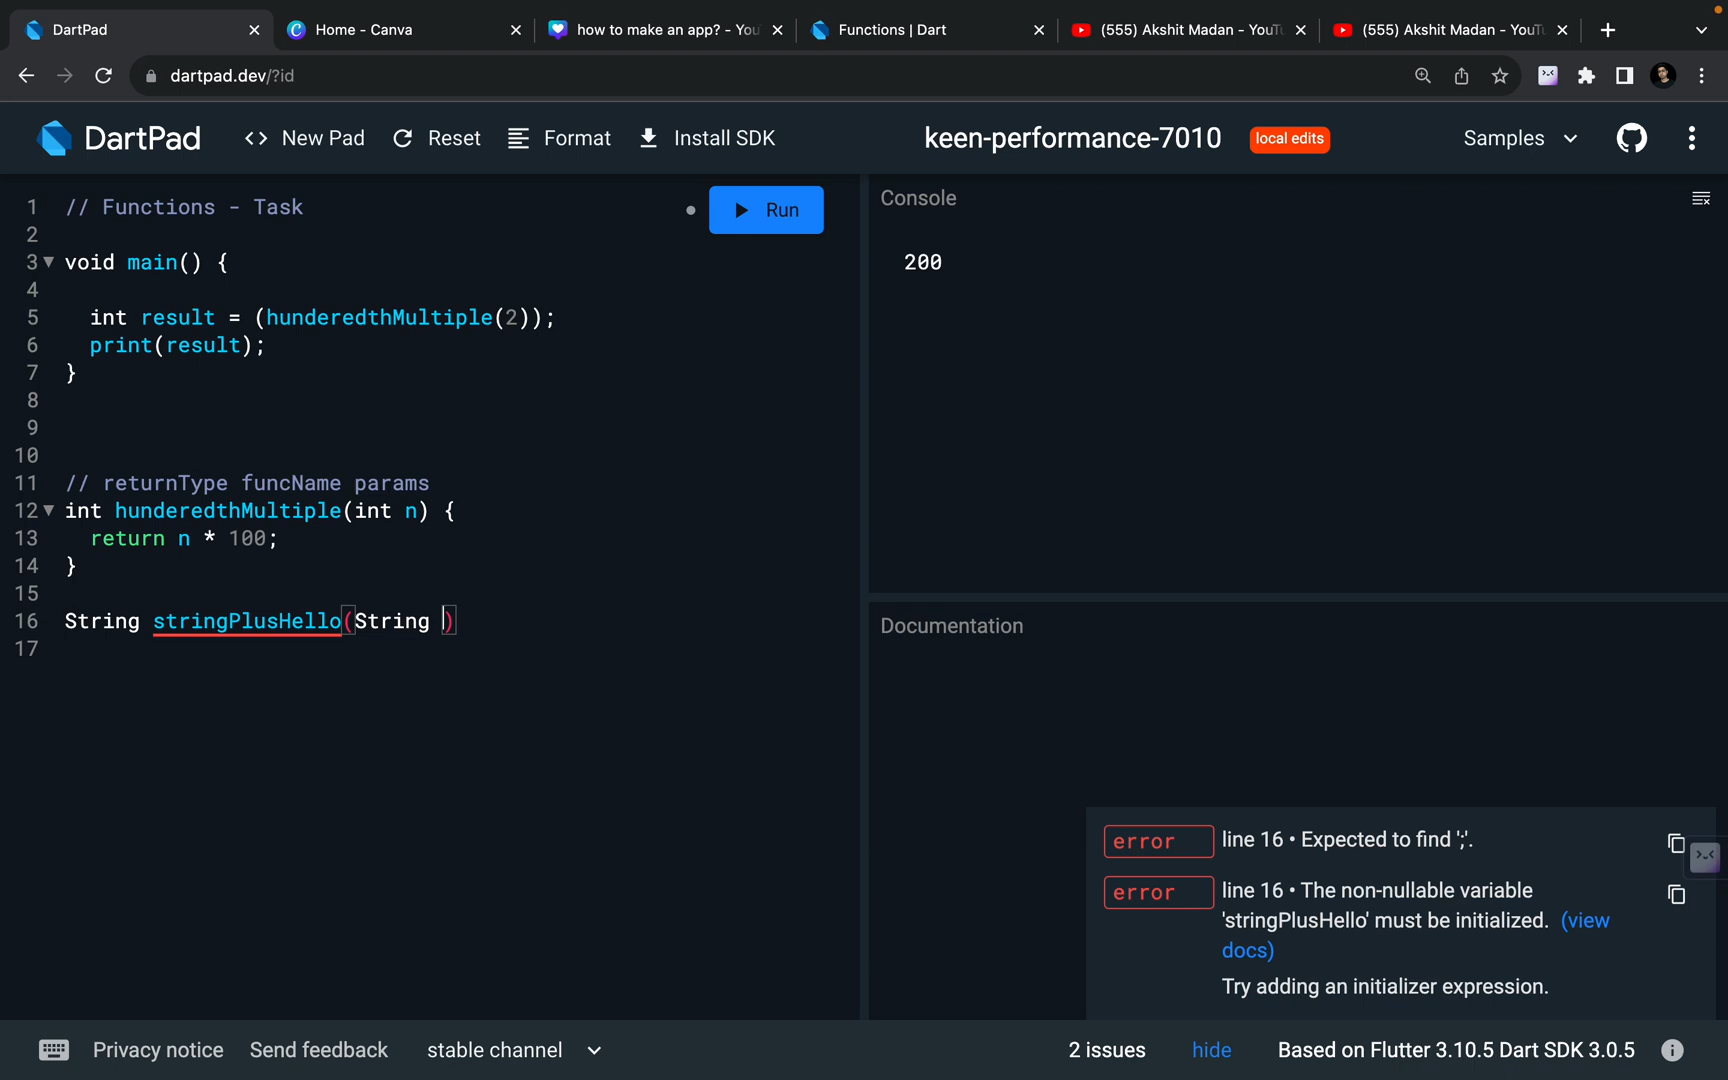 DartPad
Home - Canva
how to make an app? - You
Functions | Dart
(555) Akshit Madan - YouTu
(555) Akshit Madan - YouTu
dartpad.dev/?id
DartPad
<> New Pad
Reset
Format
Install SDK
keen-performance-7010
local edits
Samples
1 // Functions - Task
2
3 void main() {
4
5 int result = (hunderedthMultiple(2));
6 print(result);
7 }
8
9
10
11 // returnType funcName params
12 int hunderedthMultiple(int n) {
13 return n * 100;
14 }
15
16 String stringPlusHello(String )
17
Run
Console
200
Documentation
error line 16 • Expected to find ';'.
error line 16 • The non-nullable variable
'stringPlusHello' must be initialized. (view
docs)
Try adding an initializer expression.
Privacy notice
Send feedback
stable channel
2 issues
hide
Based on Flutter 3.10.5 Dart SDK 3.0.5